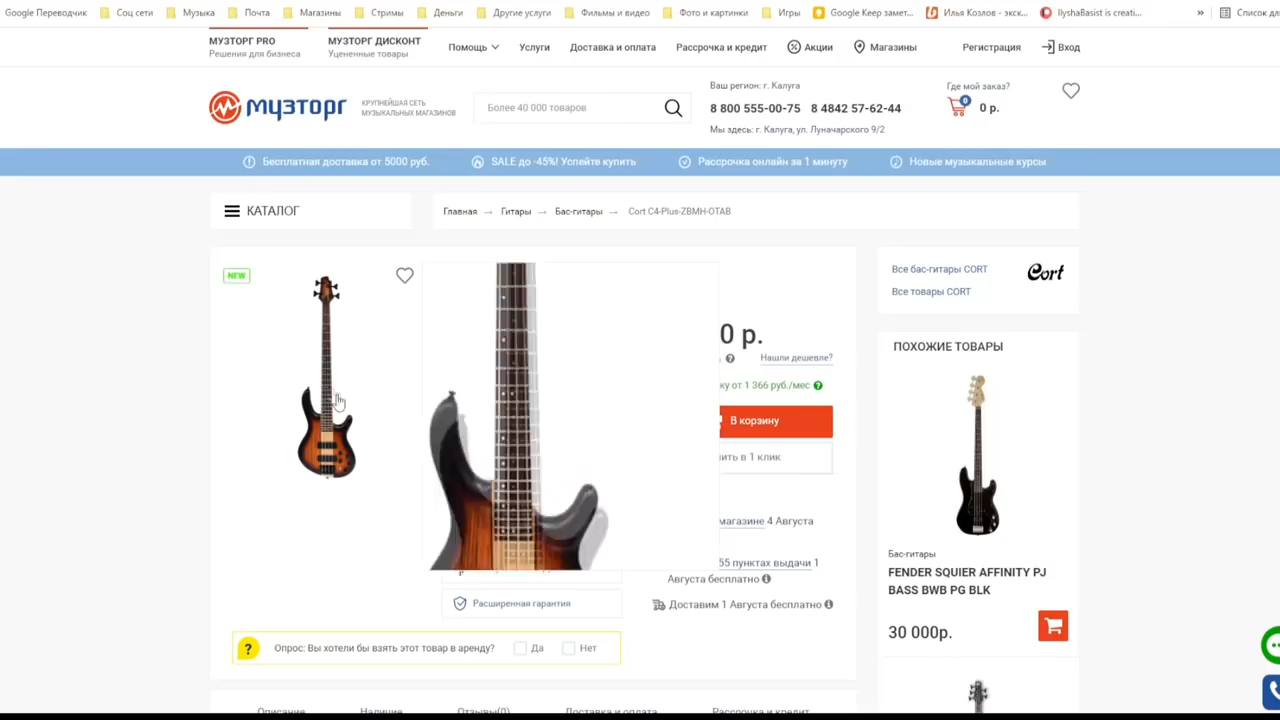 Google Переводчик
Соц сети
Музыка
Почта
Магазины
Стримы
Деньги
Другие услуги
Фильмы и видео
Фото и картинки
Игры
Google Keep замет...
Илья Козлов - экск...
IlyshaBasist is creati...
»
МУЗТОРГ PRO
Решения для бизнеса
МУЗТОРГ ДИСКОНТ
Уцененные товары
Помощь
Услуги
Доставка и оплата
Рассрочка и кредит
Акции
Магазины
Регистрация
Вход
музторг
КРУПНЕЙШАЯ СЕТЬ
МУЗЫКАЛЬНЫХ МАГАЗИНОВ
Более 40 000 товаров
Ваш регион: г. Калуга
8 800 555-00-75 8 4842 57-62-44
Мы здесь: г. Калуга, ул. Луначарского 9/2
Где мой заказ?
0
0 р.
Бесплатная доставка от 5000 руб.
SALE до -45%! Успейте купить
Рассрочка онлайн за 1 минуту
Новые музыкальные курсы
КАТАЛОГ
Главная → Гитары → Бас-гитары → Cort C4-Plus-ZBMH-OTAB
NEW
0 р.
Нашли дешевле?
ку от 1 366 руб./мес
В корзину
ить в 1 клик
магазине 4 Августа
55 пунктах выдачи 1
Августа бесплатно
Доставим 1 Августа бесплатно
Расширенная гарантия
? Опрос: Вы хотели бы взять этот товар в аренду? Да Нет
Все бас-гитары CORT
Все товары CORT
Cort
ПОХОЖИЕ ТОВАРЫ
Бас-гитары
FENDER SQUIER AFFINITY PJ
BASS BWB PG BLK
30 000р.
Описание
Наличие
Отзывы(0)
Доставка и оплата
Рассрочка и кредит